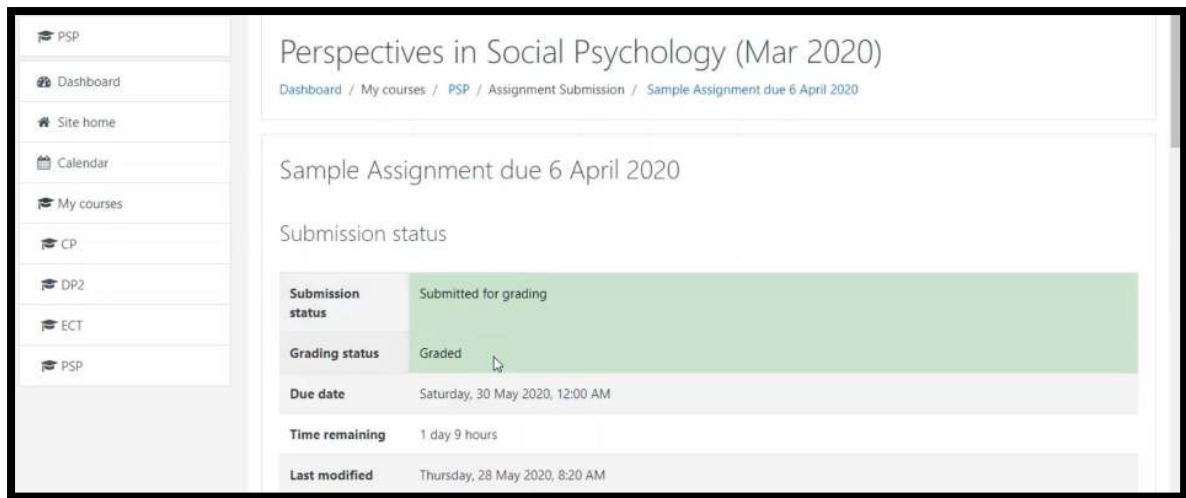 PSP
Dashboard
Site home
Calendar
My courses
CP
DP2
ECT
PSP
Perspectives in Social Psychology (Mar 2020)
Dashboard / My courses / PSP / Assignment Submission / Sample Assignment due 6 April 2020
Sample Assignment due 6 April 2020
Submission status
Submission status Submitted for grading
Grading status Graded
Due date Saturday, 30 May 2020, 12:00 AM
Time remaining 1 day 9 hours
Last modified Thursday, 28 May 2020, 8:20 AM